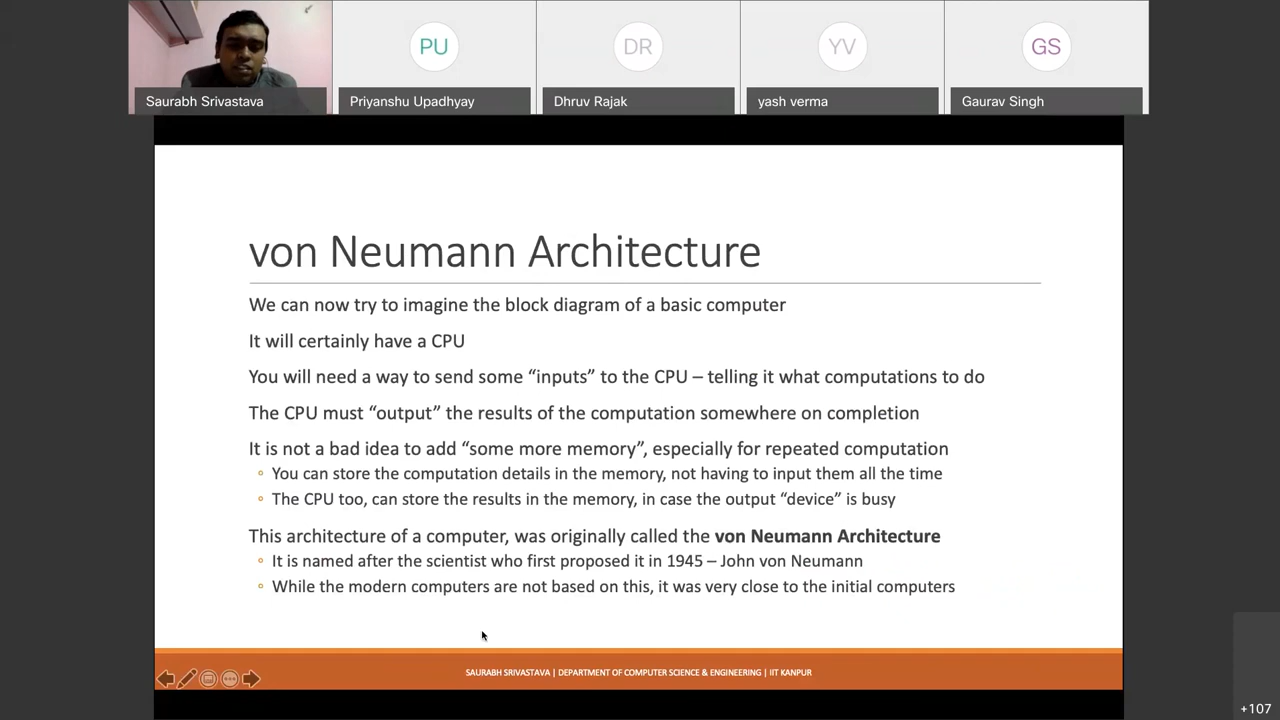 PU
DR
YV
GS
Saurabh Srivastava
Priyanshu Upadhyay
Dhruv Rajak
yash verma
Gaurav Singh
von Neumann Architecture
We can now try to imagine the block diagram of a basic computer
It will certainly have a CPU
You will need a way to send some “inputs” to the CPU – telling it what computations to do
The CPU must “output” the results of the computation somewhere on completion
It is not a bad idea to add “some more memory”, especially for repeated computation
◦ You can store the computation details in the memory, not having to input them all the time
◦ The CPU too, can store the results in the memory, in case the output “device” is busy
This architecture of a computer, was originally called the von Neumann Architecture
◦ It is named after the scientist who first proposed it in 1945 – John von Neumann
◦ While the modern computers are not based on this, it was very close to the initial computers
SAURABH SRIVASTAVA | DEPARTMENT OF COMPUTER SCIENCE & ENGINEERING | IIT KANPUR
+107